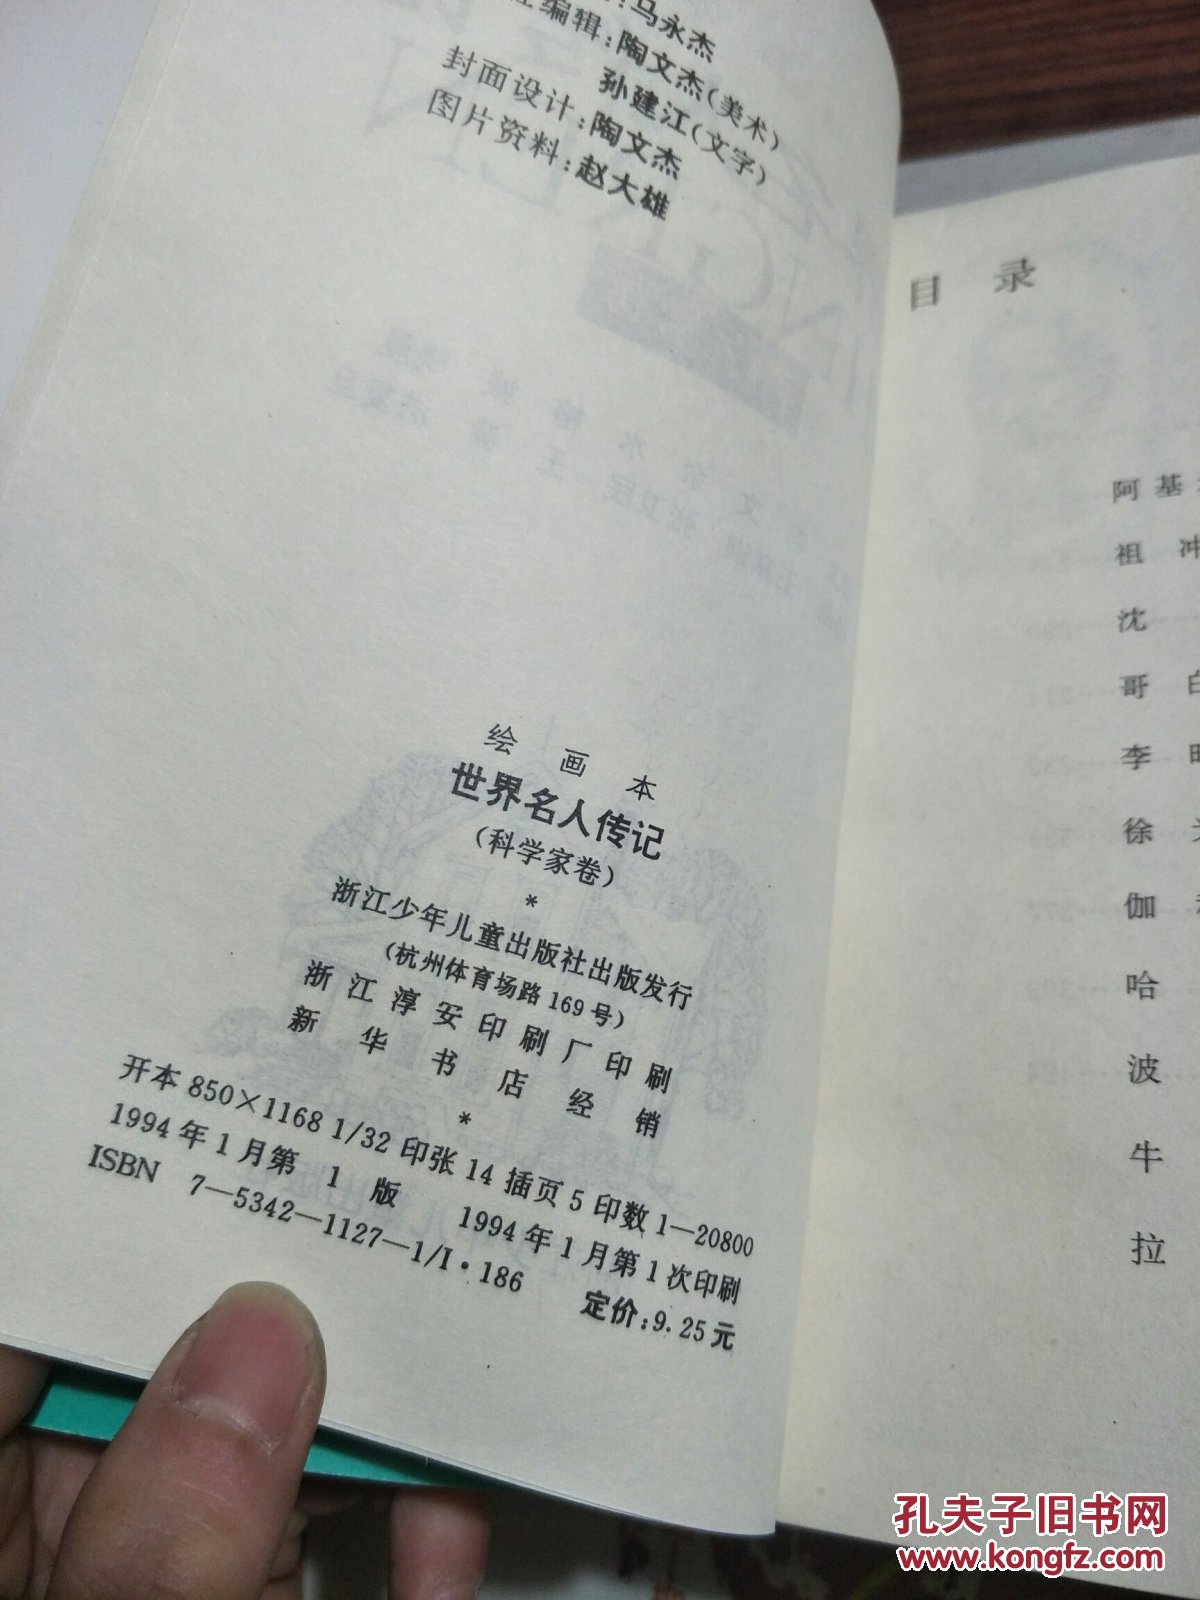 :马永杰
编辑:陶文杰(美术)
孙建江(文字)
封面设计:陶文杰
图片资料:赵大雄
绘画本
世界名人传记
(科学家卷)
*
浙江少年儿童出版社出版发行
(杭州体育场路169号)
浙江淳安印刷厂印刷
新华书店经销
*
开本 850×1168 1/32 印张 14 插页 5 印数 1—20800
1994年1月第 1 版 1994年1月第1次印刷
ISBN 7—5342—1127—1/I·186 定价:9.25元
目录
阿基
祖冲
沈
哥白
李时
徐
伽
哈
波
牛
拉
孔夫子旧书网
www.kongfz.com